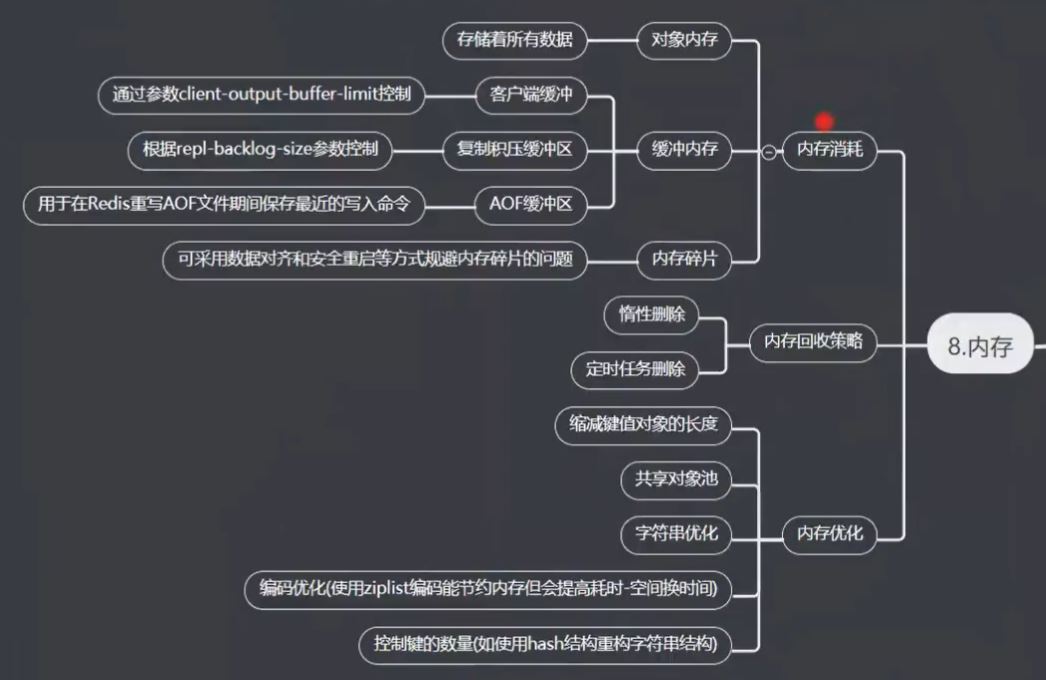 存储着所有数据
对象内存
通过参数client-output-buffer-limit控制
客户端缓冲
根据repl-backlog-size参数控制
复制积压缓冲区
缓冲内存
内存消耗
用于在Redis重写AOF文件期间保存最近的写入命令
AOF缓冲区
可采用数据对齐和安全重启等方式规避内存碎片的问题
内存碎片
惰性删除
内存回收策略
8.内存
定时任务删除
缩减键值对象的长度
共享对象池
字符串优化
内存优化
编码优化(使用ziplist编码能节约内存但会提高耗时-空间换时间)
控制键的数量(如使用hash结构重构字符串结构)